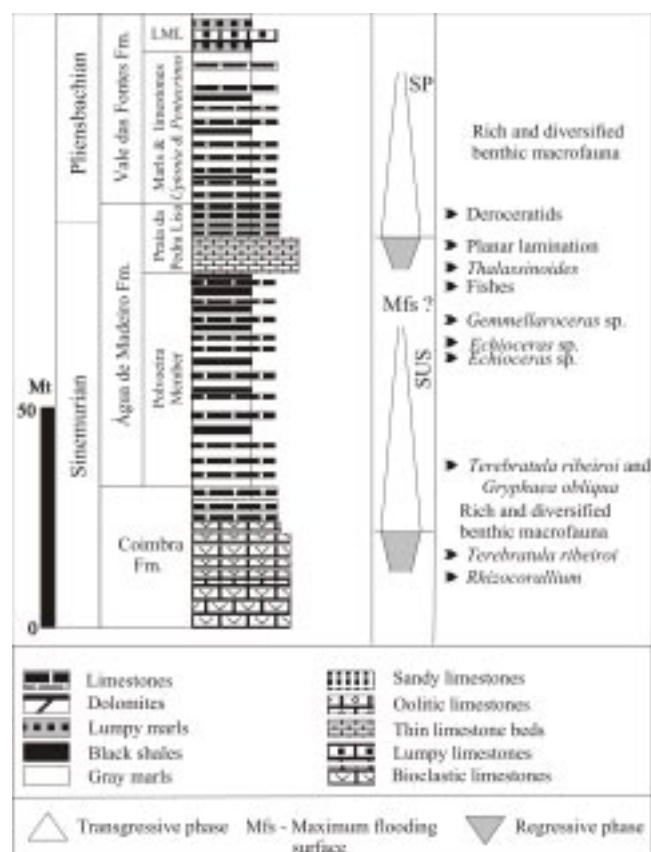 Pliensbachian
Sinemurian
Vale das Fontes Fm.
Água de Madeiro Fm.
LML
Marls & limestones
Uptonia & Pentacrinus
Praia da
Pedra Lisa
Polvoeira
Member
Coimbra
Fm.
Mt
50
0
SP
SUS
Mfs ?
Rich and diversified
benthic macrofauna
Deroceratids
Planar lamination
Thalassinoides
Fishes
Gemmellaroceras sp.
Echioceras sp.
Echioceras sp.
Terebratula ribeiroi and
Gryphaea obliqua
Rich and diversified
benthic macrofauna
Terebratula ribeiroi
Rhizocorallium
Limestones
Dolomites
Lumpy marls
Black shales
Gray marls
Sandy limestones
Oolitic limestones
Thin limestone beds
Lumpy limestones
Bioclastic limestones
Transgressive phase
Mfs - Maximum flooding
surface
Regressive phase